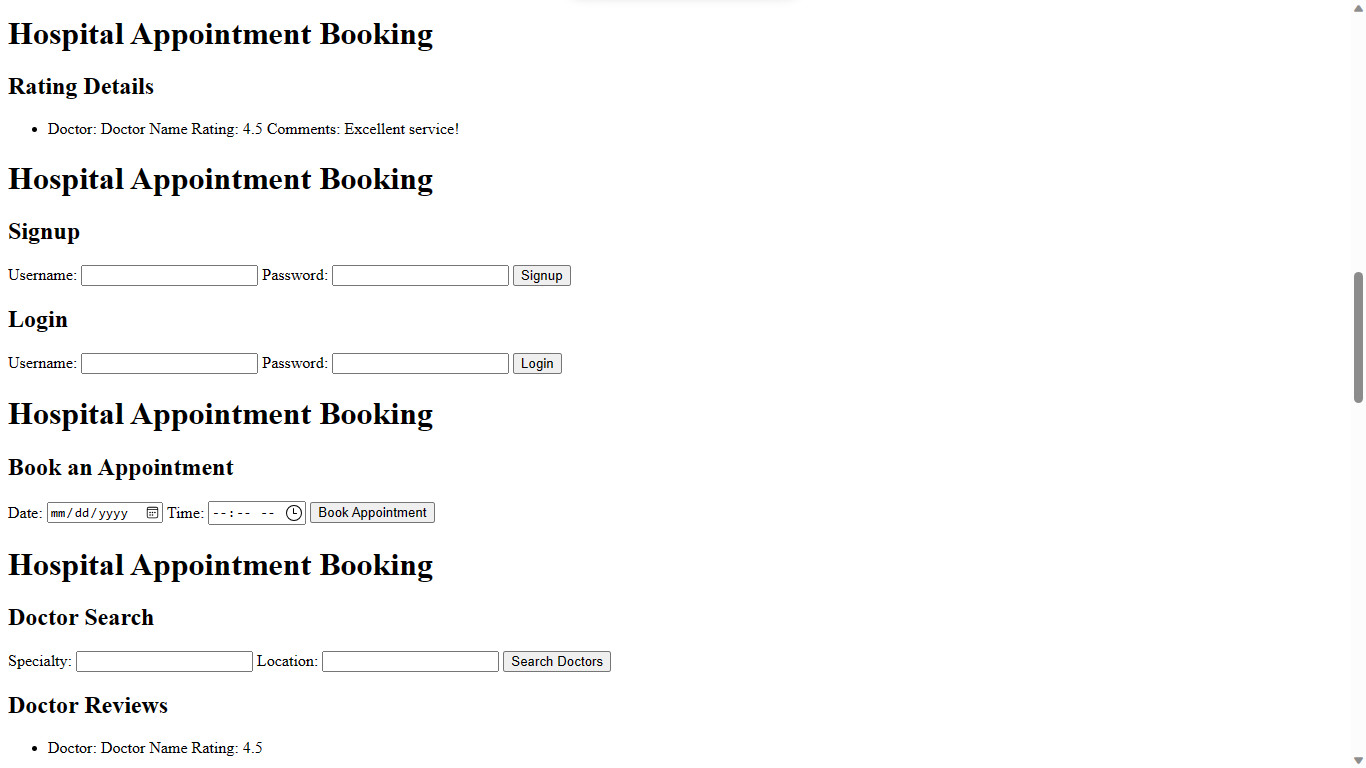 Hospital Appointment Booking
Rating Details
Doctor: Doctor Name Rating: 4.5 Comments: Excellent service!
Hospital Appointment Booking
Signup
Username: Password: Signup
Login
Username: Password: Login
Hospital Appointment Booking
Book an Appointment
Date: mm/dd/yyyy Time: --:-- -- Book Appointment
Hospital Appointment Booking
Doctor Search
Specialty: Location: Search Doctors
Doctor Reviews
Doctor: Doctor Name Rating: 4.5